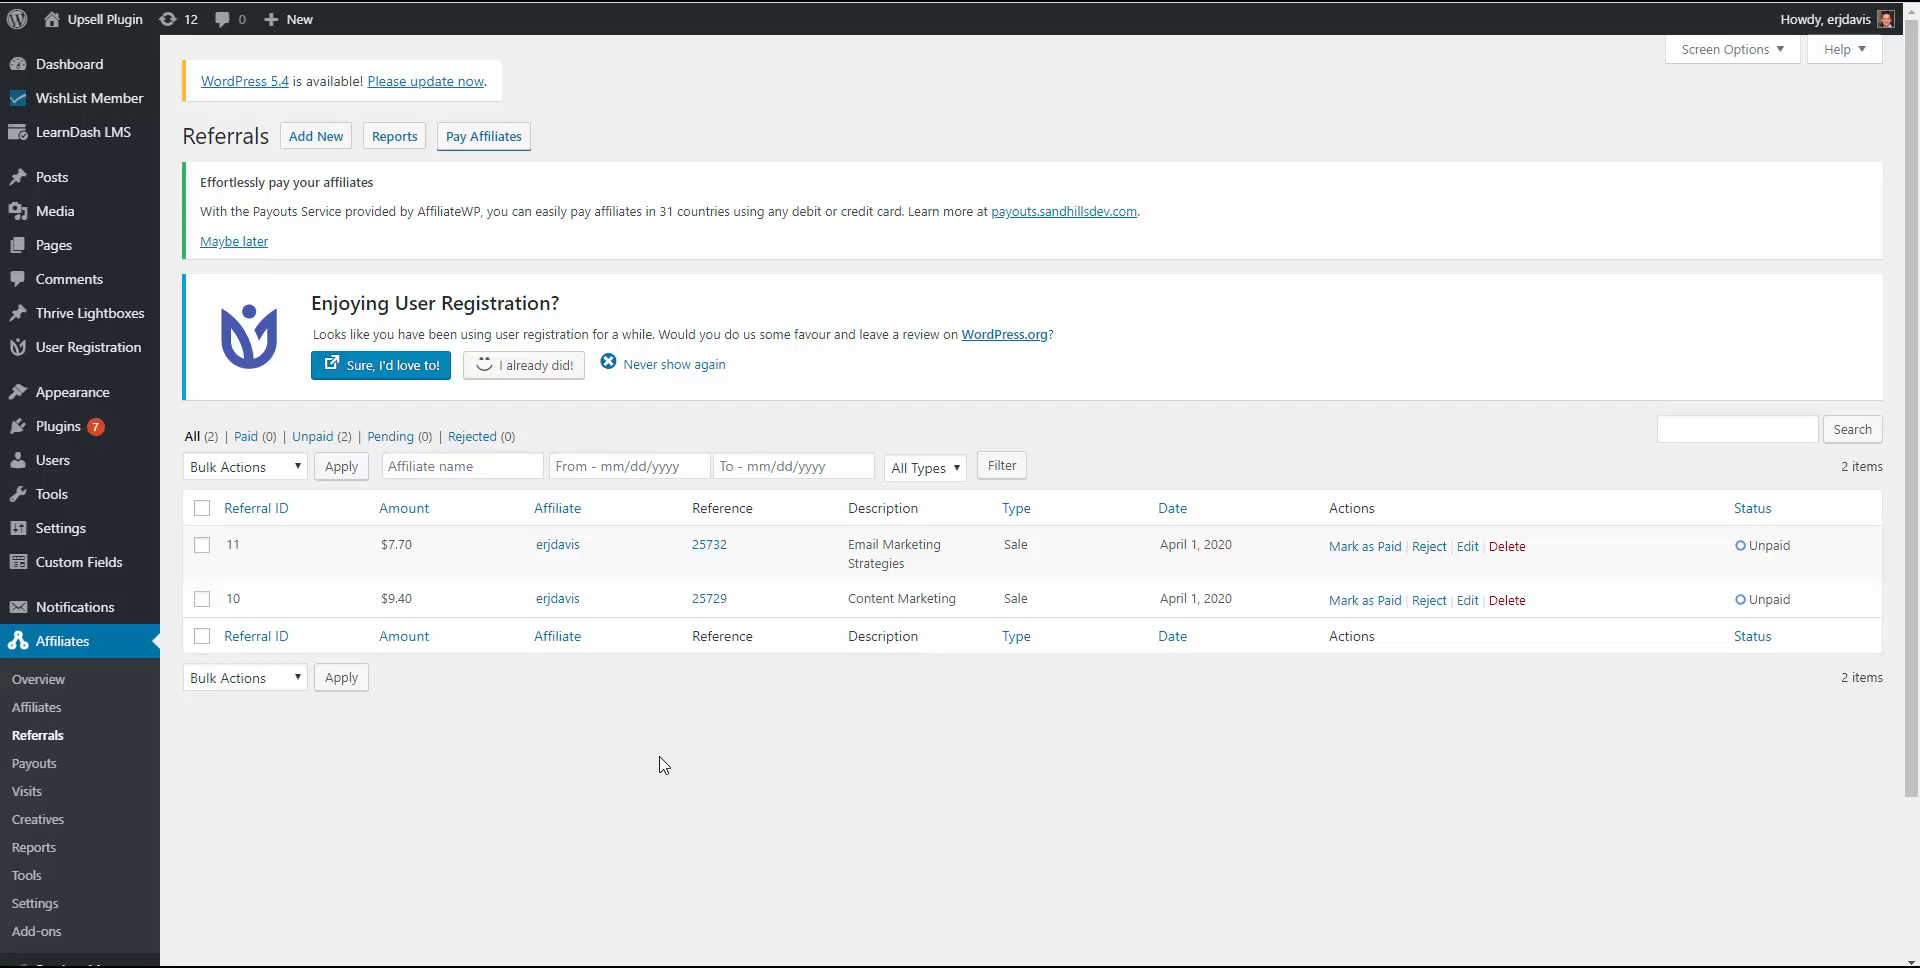 Upsell Plugin 12 0 New Howdy, erjdavis
Screen Options Help
Dashboard
WishList Member
LearnDash LMS
Posts
Media
Pages
Comments
Thrive Lightboxes
User Registration
Appearance
Plugins 7
Users
Tools
Settings
Custom Fields
Notifications
Affiliates
Overview
Affiliates
Referrals
Payouts
Visits
Creatives
Reports
Tools
Settings
Add-ons
WordPress 5.4 is available! Please update now.
Referrals Add New Reports Pay Affiliates
Effortlessly pay your affiliates
With the Payouts Service provided by AffiliateWP, you can easily pay affiliates in 31 countries using any debit or credit card. Learn more at payouts.sandhillsdev.com.
Maybe later
Enjoying User Registration?
Looks like you have been using user registration for a while. Would you do us some favour and leave a review on WordPress.org?
Sure, I'd love to! I already did! Never show again
All (2) | Paid (0) | Unpaid (2) | Pending (0) | Rejected (0) Search
Bulk Actions Apply Affiliate name From - mm/dd/yyyy To - mm/dd/yyyy All Types Filter 2 items
Referral ID Amount Affiliate Reference Description Type Date Actions Status
11 $7.70 erjdavis 25732 Email Marketing Sale April 1, 2020 Mark as Paid | Reject | Edit | Delete Unpaid
Strategies
10 $9.40 erjdavis 25729 Content Marketing Sale April 1, 2020 Mark as Paid | Reject | Edit | Delete Unpaid
Referral ID Amount Affiliate Reference Description Type Date Actions Status
Bulk Actions Apply 2 items